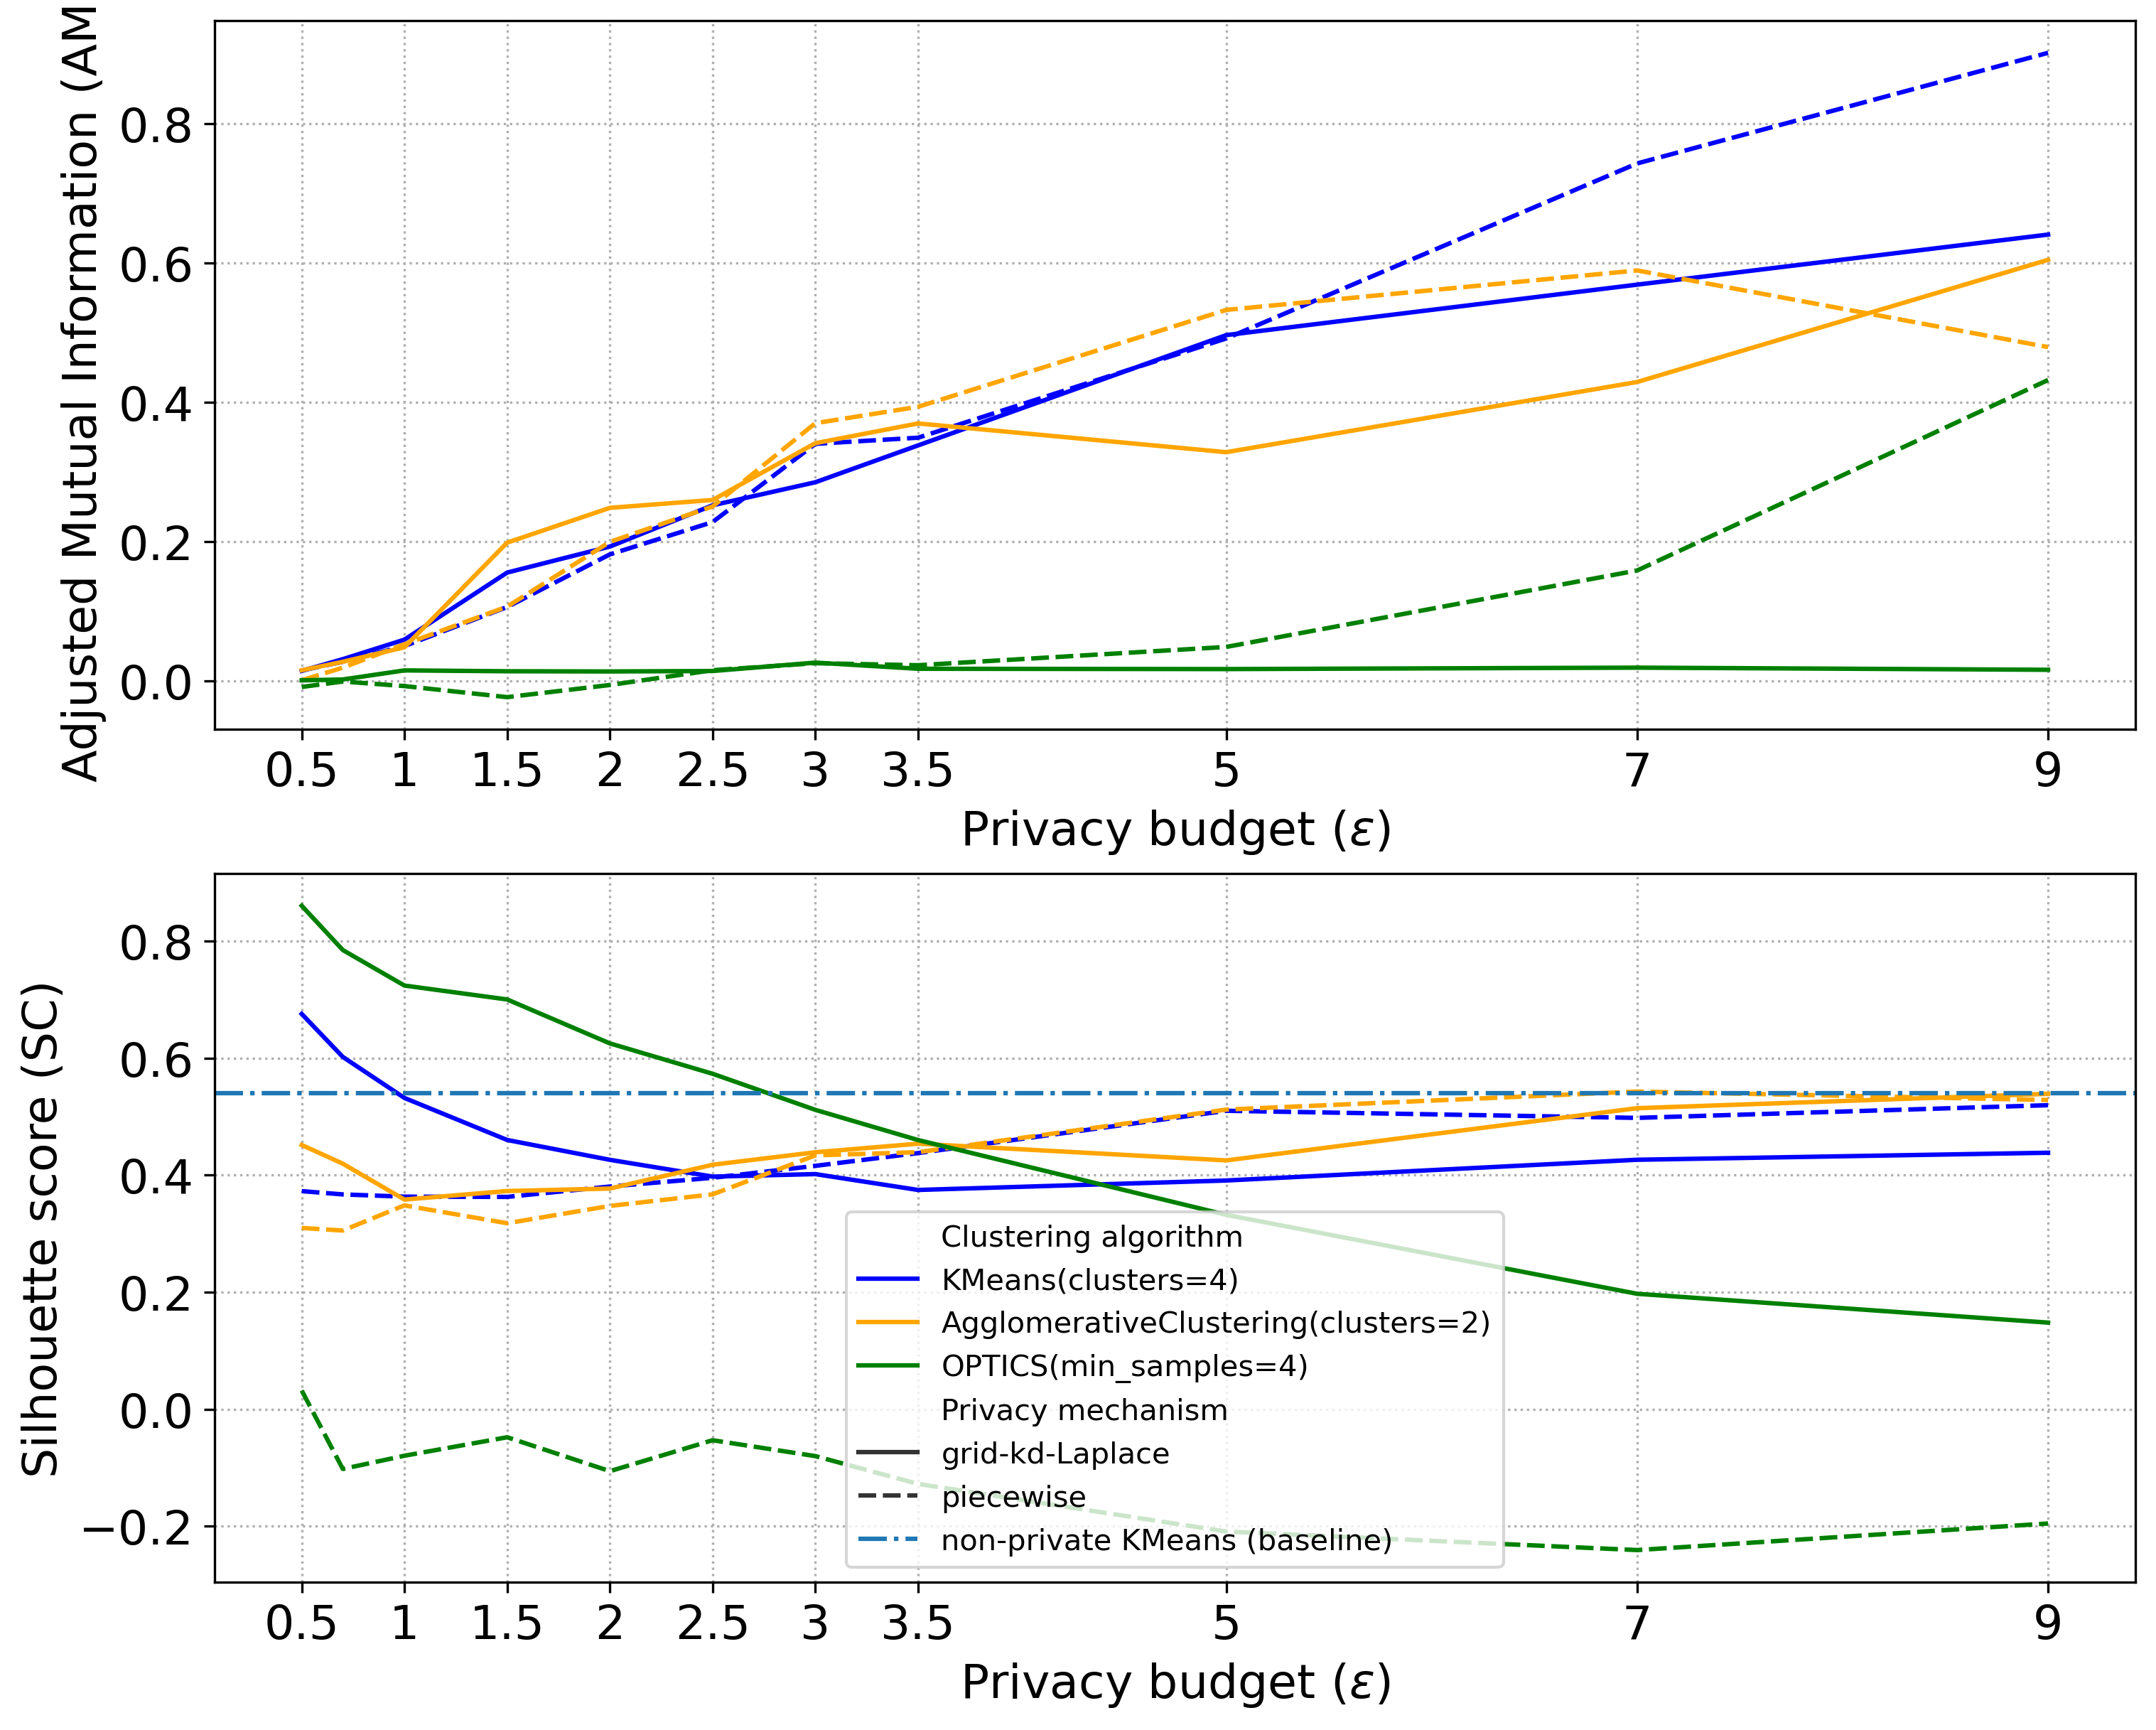 Adjusted Mutual Information (AM
0.8
0.6
0.4
0.2
0.0
0.5 1 1.5 2 2.5 3 3.5 5 7 9
Privacy budget (ε)
Silhouette score (SC)
0.8
0.6
0.4
0.2
0.0
−0.2
Clustering algorithm
KMeans(clusters=4)
AgglomerativeClustering(clusters=2)
OPTICS(min_samples=4)
Privacy mechanism
grid-kd-Laplace
piecewise
non-private KMeans (baseline)
0.5 1 1.5 2 2.5 3 3.5 5 7 9
Privacy budget (ε)